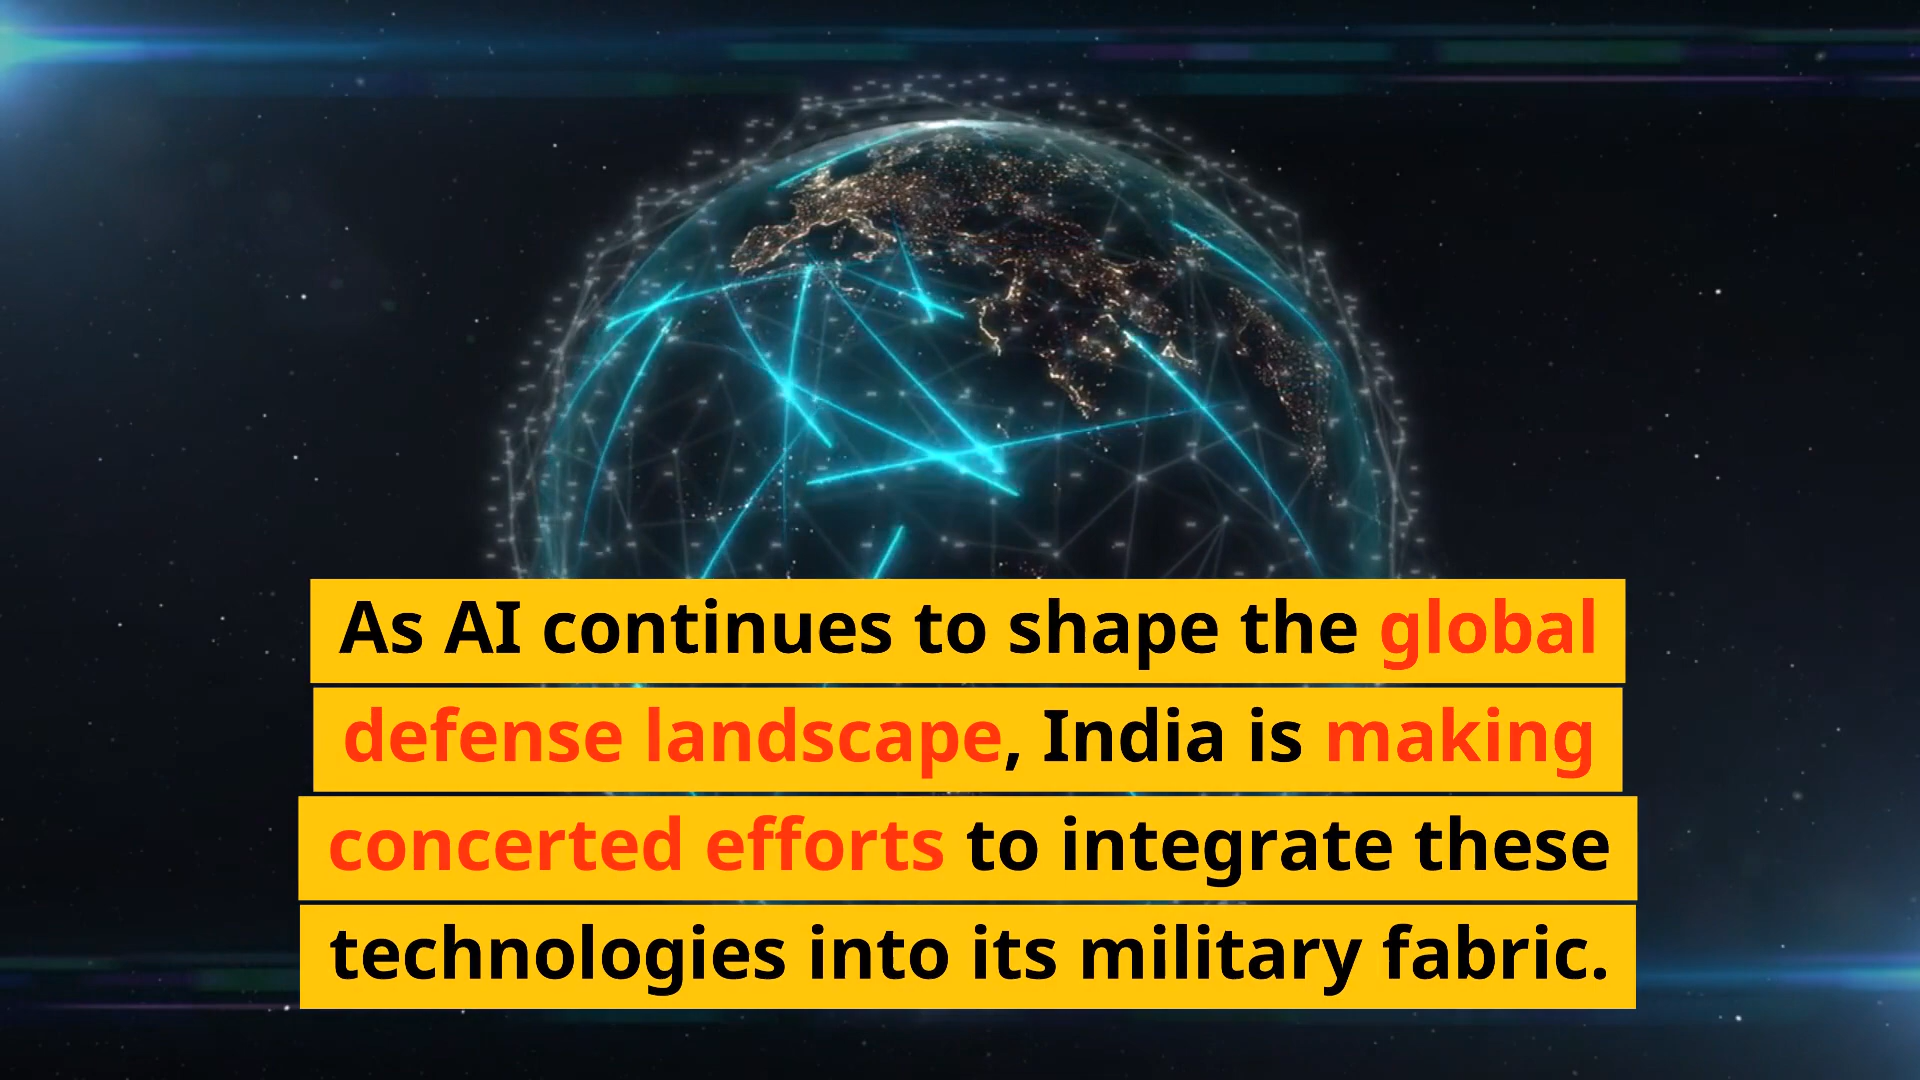 As AI continues to shape the global
defense landscape, India is making
concerted efforts to integrate these
technologies into its military fabric.